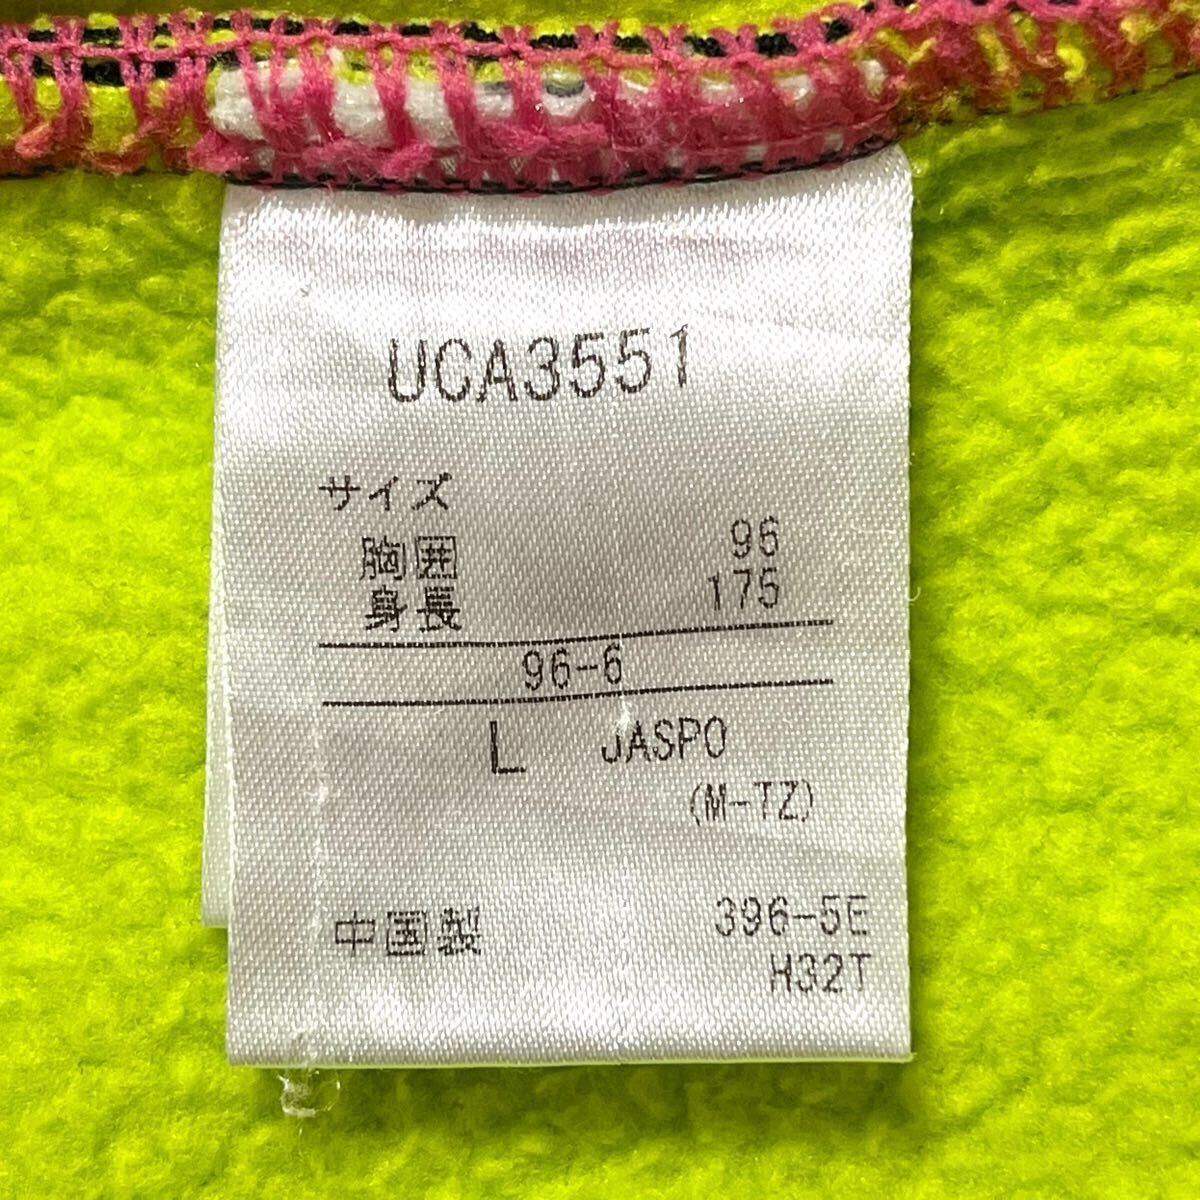 UCA3551
サイズ
胸囲 96
身長 175
96-6
L JASPO
(M-TZ)
中国製 396-5E
H32T